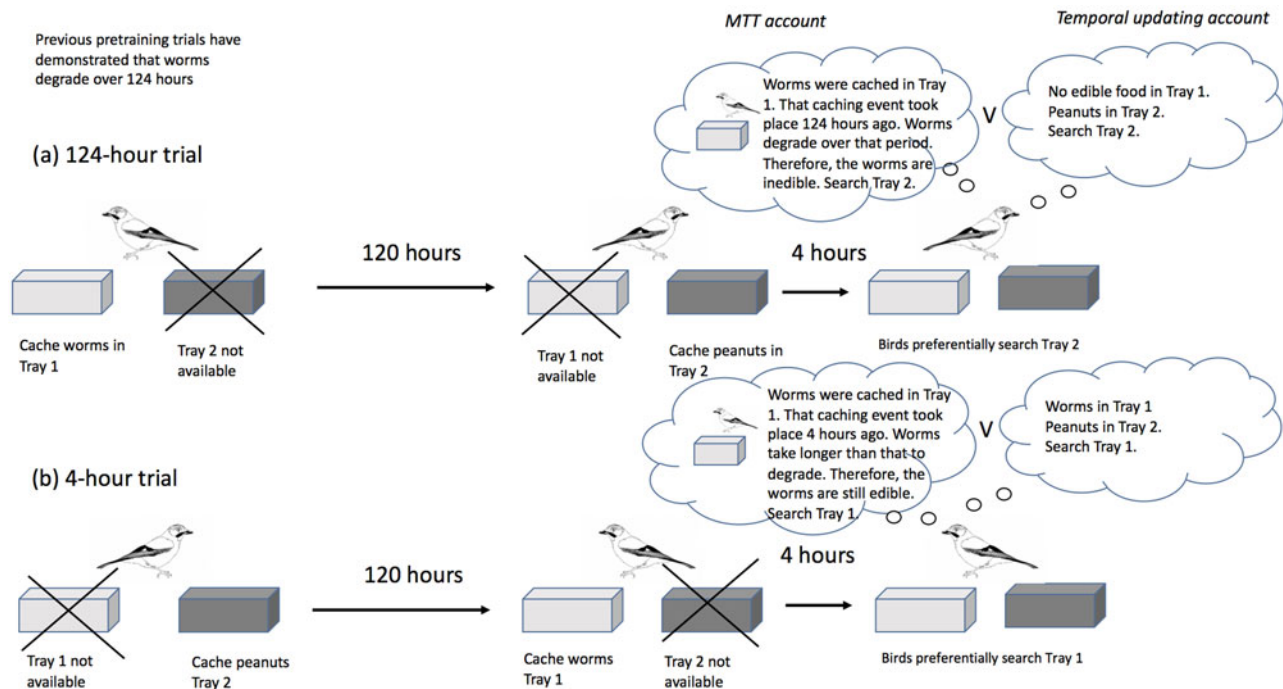 MTT account
Temporal updating account
Previous pretraining trials have
demonstrated that worms
degrade over 124 hours
Worms were cached in Tray
1. That caching event took
place 124 hours ago. Worms
degrade over that period.
Therefore, the worms are
inedible. Search Tray 2.
V
No edible food in Tray 1.
Peanuts in Tray 2.
Search Tray 2.
(a) 124-hour trial
120 hours
4 hours
Cache worms in
Tray 1
Tray 2 not
available
Tray 1 not
available
Cache peanuts in
Tray 2
Birds preferentially search Tray 2
Worms were cached in Tray
1. That caching event took
place 4 hours ago. Worms
take longer than that to
degrade. Therefore, the
worms are still edible.
Search Tray 1.
V
Worms in Tray 1
Peanuts in Tray 2.
Search Tray 1.
(b) 4-hour trial
120 hours
4 hours
Tray 1 not
available
Cache peanuts
Tray 2
Cache worms
Tray 1
Tray 2 not
available
Birds preferentially search Tray 1